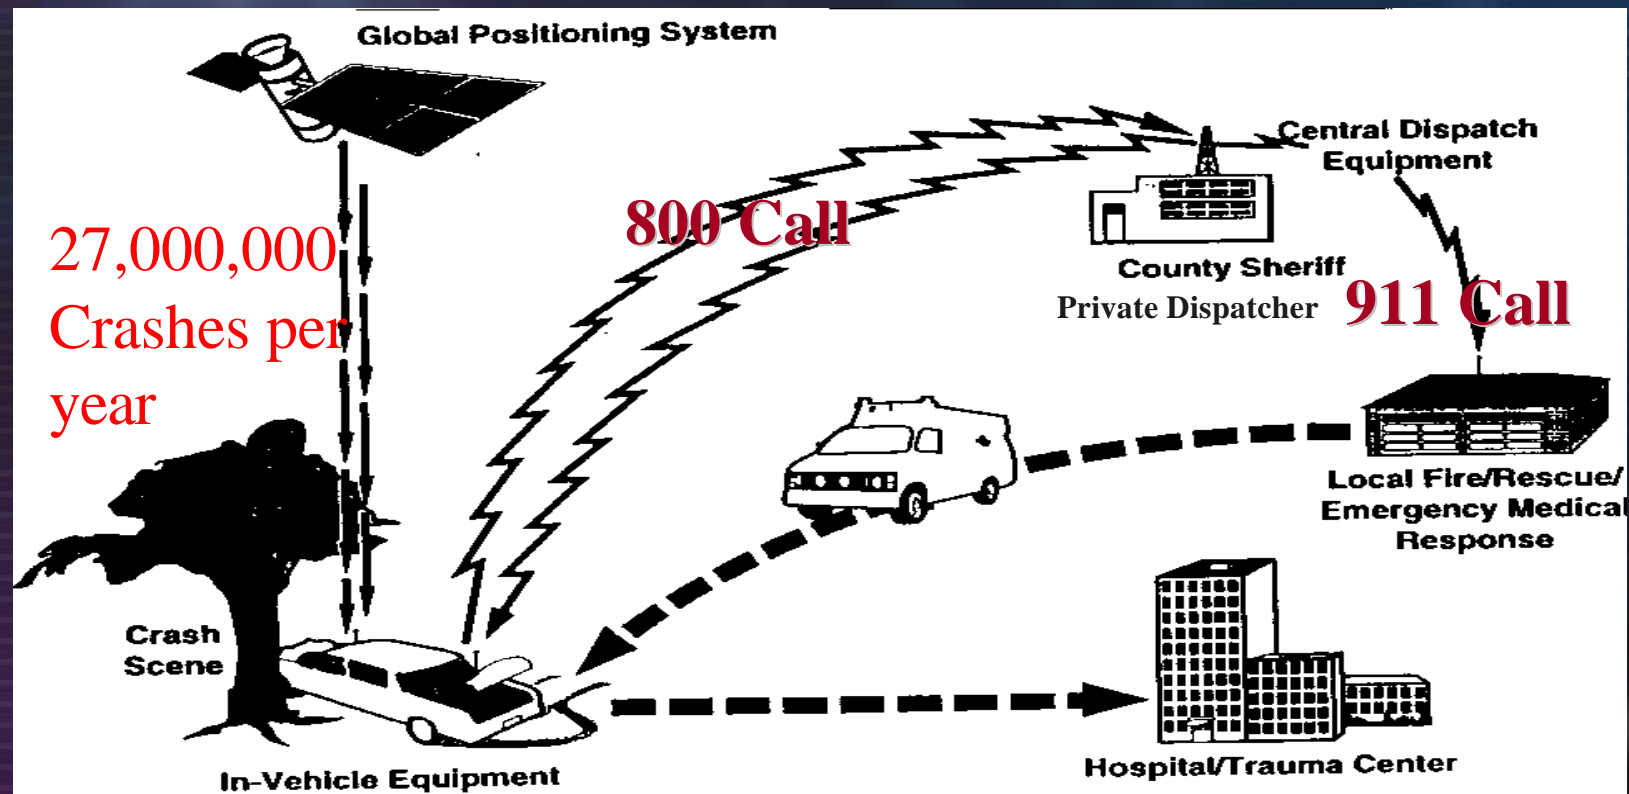 Global Positioning System
Central Dispatch
Equipment
27,000,000
Crashes per
year
800 Call
County Sheriff
Private Dispatcher
911 Call
Local Fire/Rescue/
Emergency Medical
Response
Crash
Scene
In-Vehicle Equipment
Hospital/Trauma Center